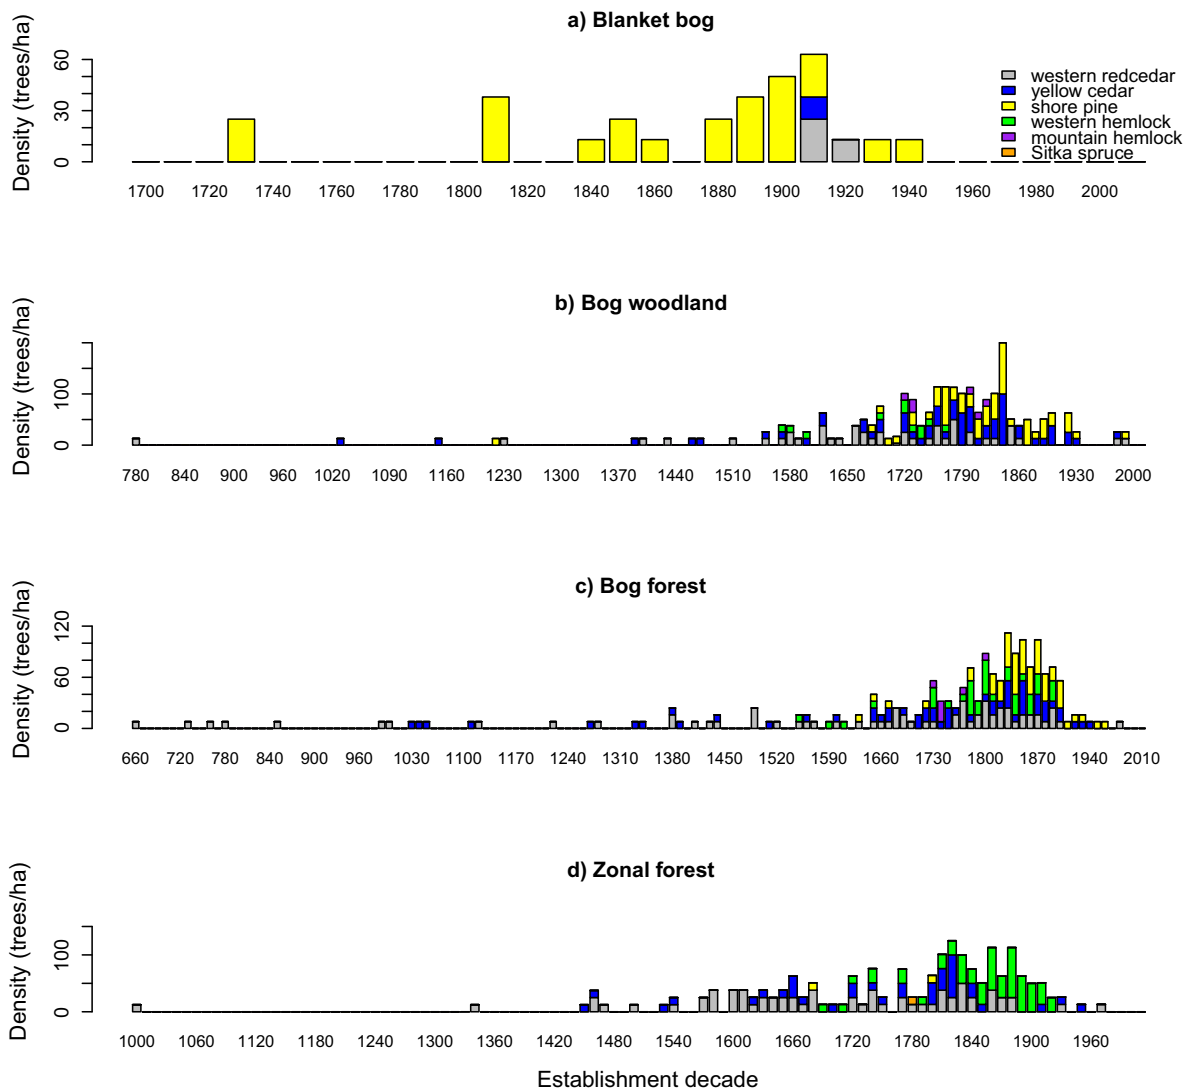 a) Blanket bog
Density (trees/ha)
60
30
0
western redcedar
yellow cedar
shore pine
western hemlock
mountain hemlock
Sitka spruce
1700 1720 1740 1760 1780 1800 1820 1840 1860 1880 1900 1920 1940 1960 1980 2000
b) Bog woodland
Density (trees/ha)
100
0
780 840 900 960 1020 1090 1160 1230 1300 1370 1440 1510 1580 1650 1720 1790 1860 1930 2000
c) Bog forest
Density (trees/ha)
120
60
0
660 720 780 840 900 960 1030 1100 1170 1240 1310 1380 1450 1520 1590 1660 1730 1800 1870 1940 2010
d) Zonal forest
Density (trees/ha)
100
0
1000 1060 1120 1180 1240 1300 1360 1420 1480 1540 1600 1660 1720 1780 1840 1900 1960
Establishment decade